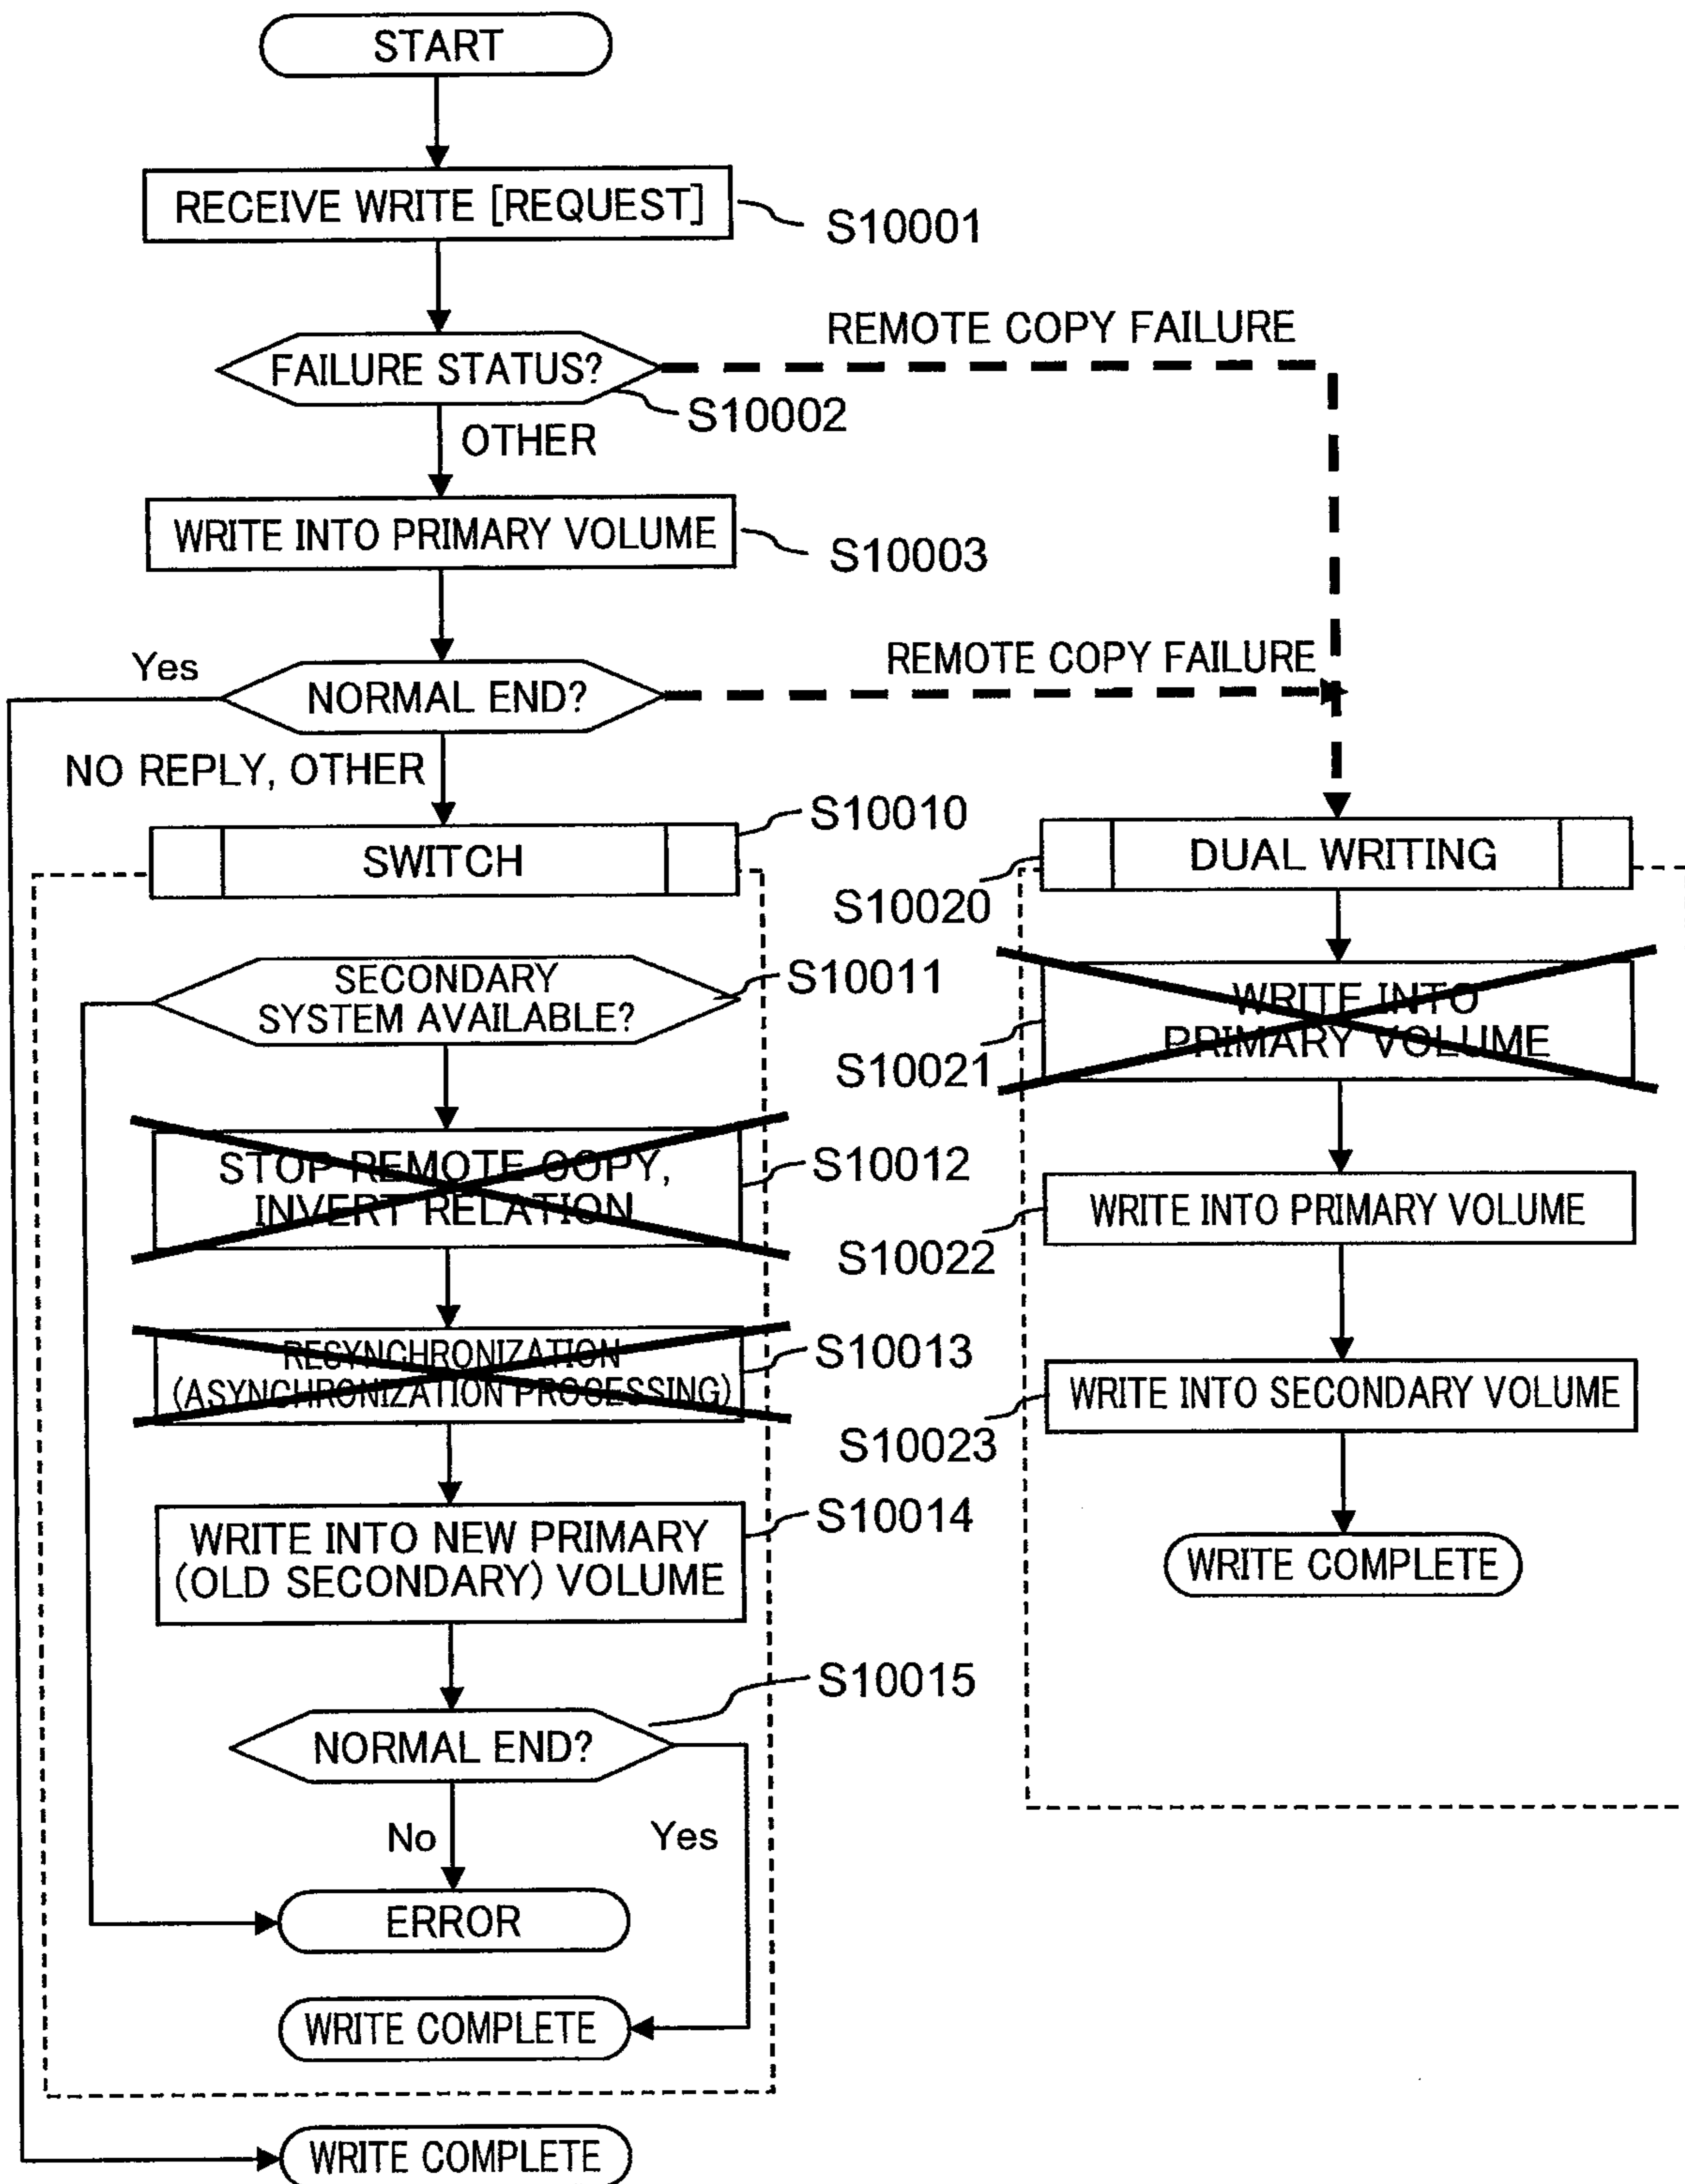 START
RECEIVE WRITE [REQUEST]
S10001
REMOTE COPY FAILURE
FAILURE STATUS?
S10002
OTHER
WRITE INTO PRIMARY VOLUME
S10003
Yes
REMOTE COPY FAILURE
NORMAL END?
NO REPLY, OTHER
S10010
SWITCH
SECONDARY
SYSTEM AVAILABLE?
S10011
STOP REMOTE COPY,
INVERT RELATION
S10012
RESYNCHRONIZATION
(ASYNCHRONIZATION PROCESSING)
S10013
WRITE INTO NEW PRIMARY
(OLD SECONDARY) VOLUME
S10014
S10015
NORMAL END?
No
Yes
ERROR
WRITE COMPLETE
WRITE COMPLETE
DUAL WRITING
S10020
WRITE INTO
PRIMARY VOLUME
S10021
WRITE INTO PRIMARY VOLUME
S10022
WRITE INTO SECONDARY VOLUME
S10023
WRITE COMPLETE